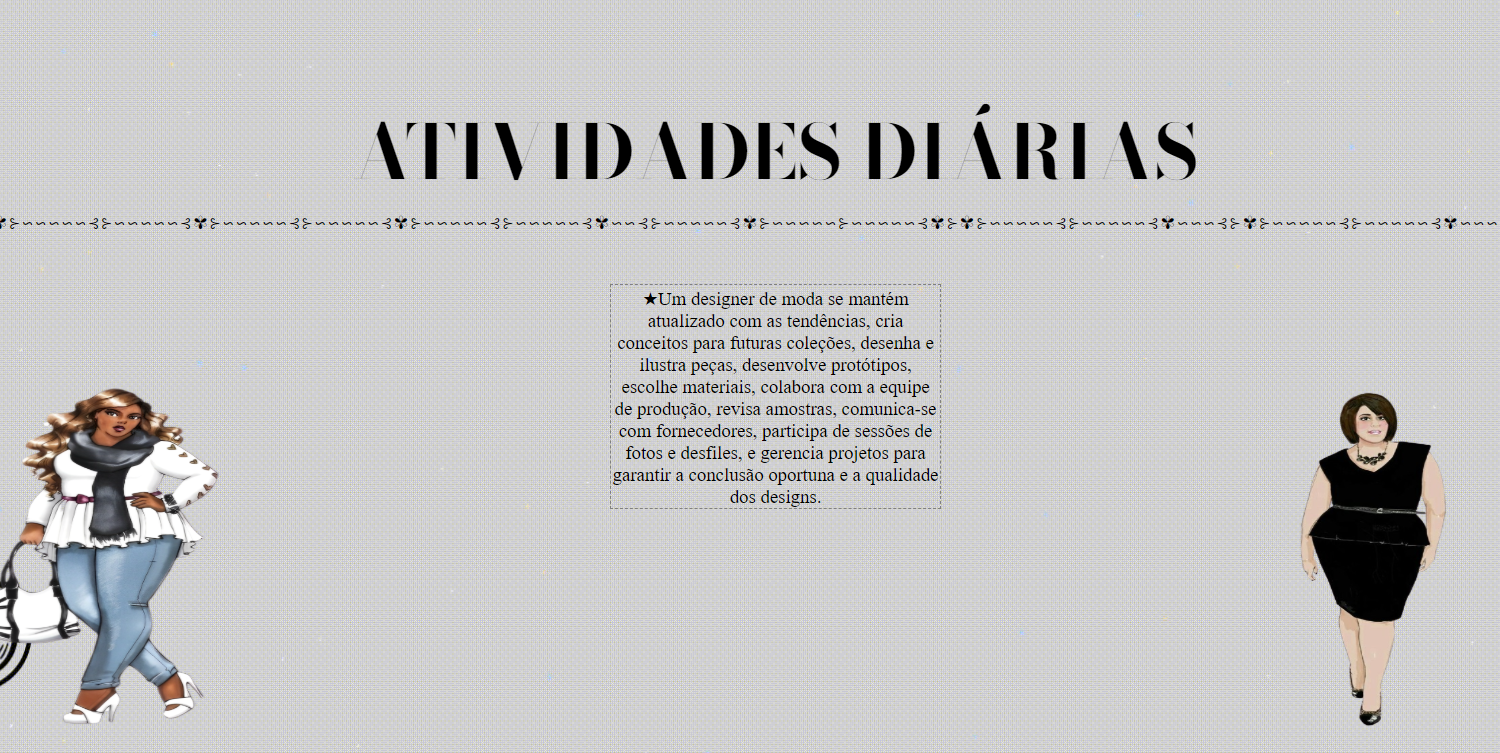 ATIVIDADES DIÁRIAS
★Um designer de moda se mantém
atualizado com as tendências, cria
conceitos para futuras coleções, desenha e
ilustra peças, desenvolve protótipos,
escolhe materiais, colabora com a equipe
de produção, revisa amostras, comunica-se
com fornecedores, participa de sessões de
fotos e desfiles, e gerencia projetos para
garantir a conclusão oportuna e a qualidade
dos designs.